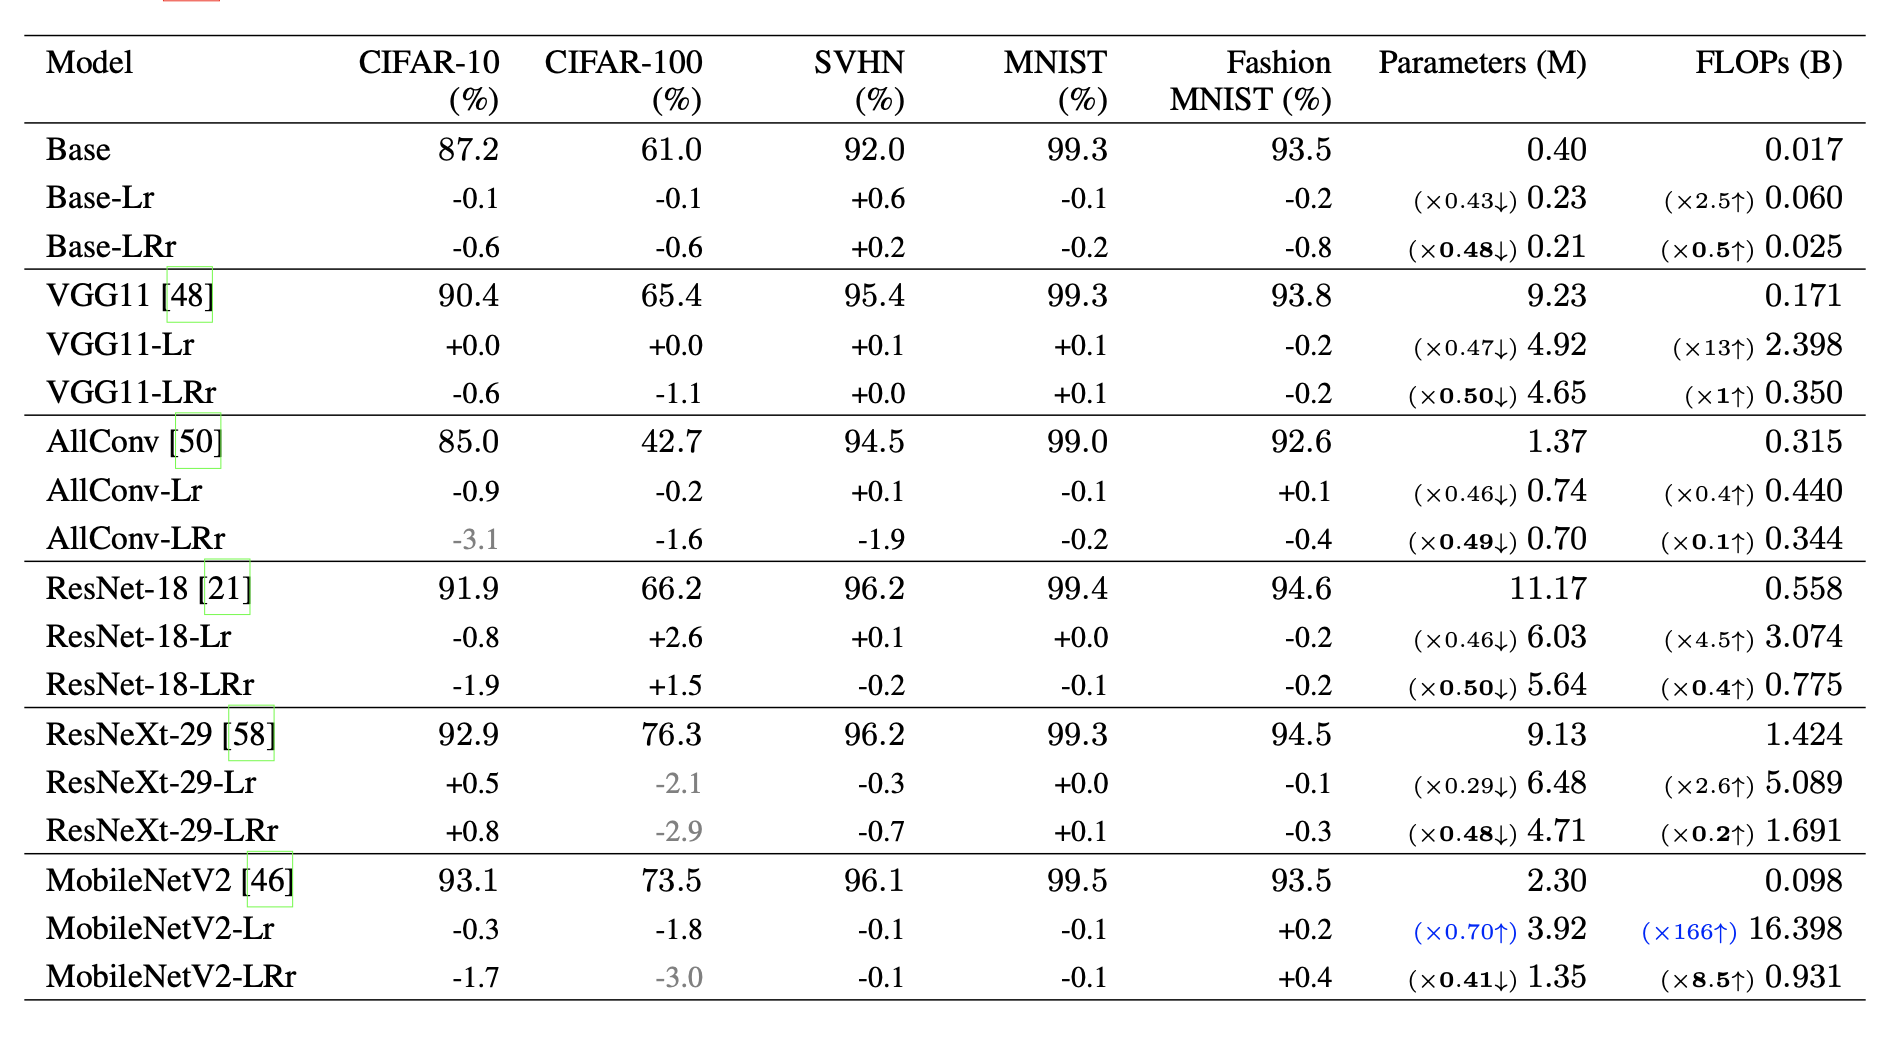 Model CIFAR-10 CIFAR-100 SVHN MNIST Fashion Parameters (M) FLOPs (B)
(%) (%) (%) (%) MNIST (%)
Base 87.2 61.0 92.0 99.3 93.5 0.40 0.017
Base-Lr -0.1 -0.1 +0.6 -0.1 -0.2 (×0.43↓) 0.23 (×2.5↑) 0.060
Base-LRr -0.6 -0.6 +0.2 -0.2 -0.8 (×0.48↓) 0.21 (×0.5↑) 0.025
VGG11 [48] 90.4 65.4 95.4 99.3 93.8 9.23 0.171
VGG11-Lr +0.0 +0.0 +0.1 +0.1 -0.2 (×0.47↓) 4.92 (×13↑) 2.398
VGG11-LRr -0.6 -1.1 +0.0 +0.1 -0.2 (×0.50↓) 4.65 (×1↑) 0.350
AllConv [50] 85.0 42.7 94.5 99.0 92.6 1.37 0.315
AllConv-Lr -0.9 -0.2 +0.1 -0.1 +0.1 (×0.46↓) 0.74 (×0.4↑) 0.440
AllConv-LRr -3.1 -1.6 -1.9 -0.2 -0.4 (×0.49↓) 0.70 (×0.1↑) 0.344
ResNet-18 [21] 91.9 66.2 96.2 99.4 94.6 11.17 0.558
ResNet-18-Lr -0.8 +2.6 +0.1 +0.0 -0.2 (×0.46↓) 6.03 (×4.5↑) 3.074
ResNet-18-LRr -1.9 +1.5 -0.2 -0.1 -0.2 (×0.50↓) 5.64 (×0.4↑) 0.775
ResNeXt-29 [58] 92.9 76.3 96.2 99.3 94.5 9.13 1.424
ResNeXt-29-Lr +0.5 -2.1 -0.3 +0.0 -0.1 (×0.29↓) 6.48 (×2.6↑) 5.089
ResNeXt-29-LRr +0.8 -2.9 -0.7 +0.1 -0.3 (×0.48↓) 4.71 (×0.2↑) 1.691
MobileNetV2 [46] 93.1 73.5 96.1 99.5 93.5 2.30 0.098
MobileNetV2-Lr -0.3 -1.8 -0.1 -0.1 +0.2 (×0.70↑) 3.92 (×166↑) 16.398
MobileNetV2-LRr -1.7 -3.0 -0.1 -0.1 +0.4 (×0.41↓) 1.35 (×8.5↑) 0.931